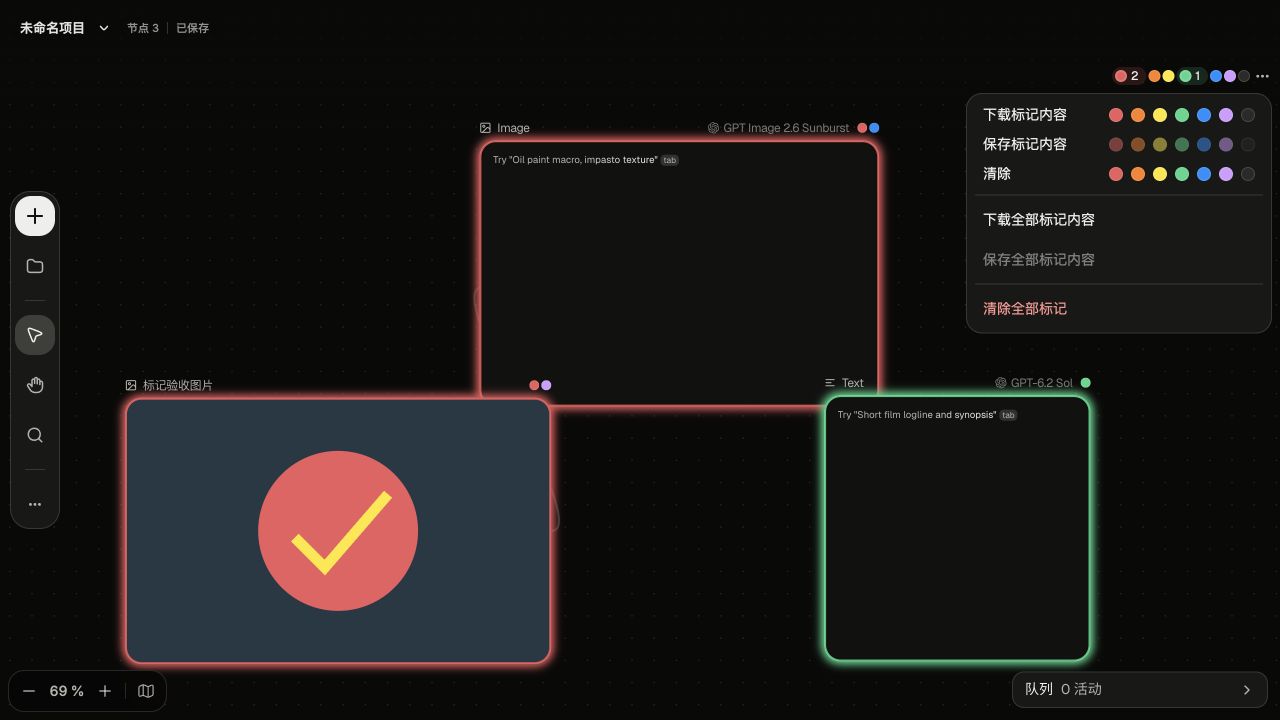 未命名项目 节点 3 已保存
2 1
下载标记内容
保存标记内容
清除
下载全部标记内容
保存全部标记内容
清除全部标记
Image GPT Image 2.6 Sunburst
Try "Oil paint macro, impasto texture" tab
标记验收图片
Text GPT-6.2 Sol
Try "Short film logline and synopsis" tab
69 %
队列 0 活动